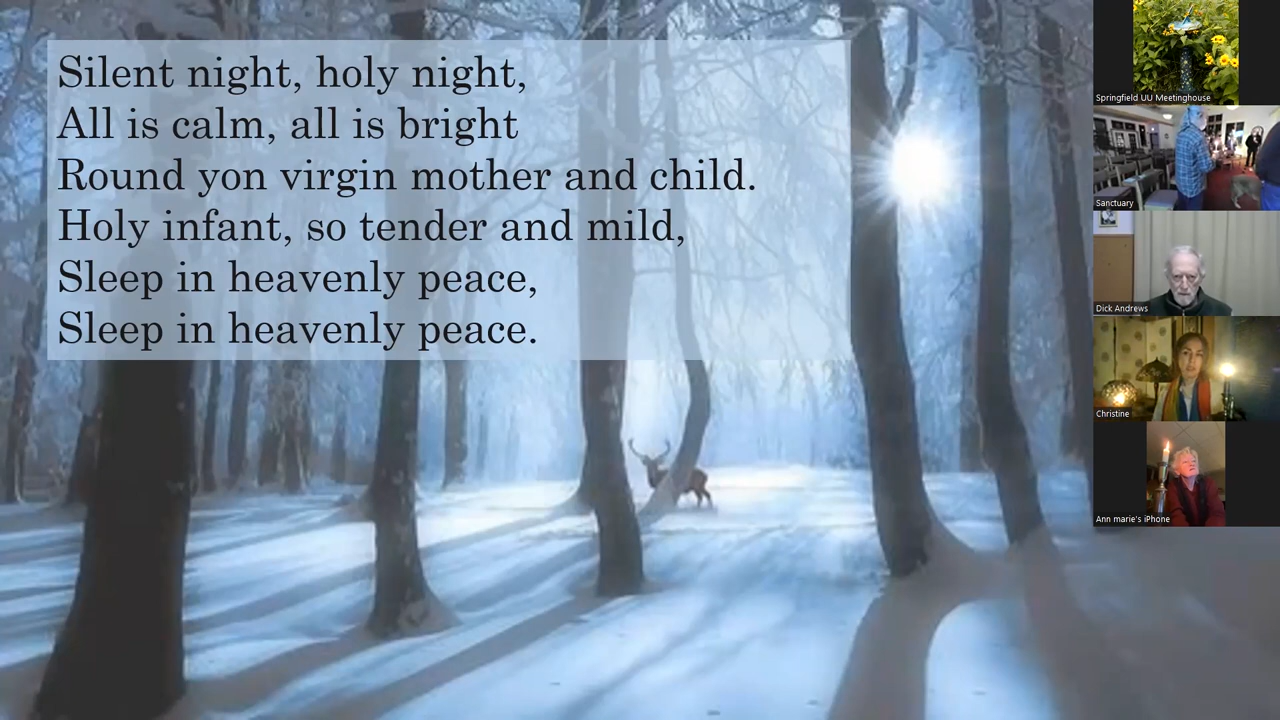 Silent night, holy night,
All is calm, all is bright
Round yon virgin mother and child.
Holy infant, so tender and mild,
Sleep in heavenly peace,
Sleep in heavenly peace.
Springfield UU Meetinghouse
Sanctuary
Dick Andrews
Christine
Ann marie's iPhone